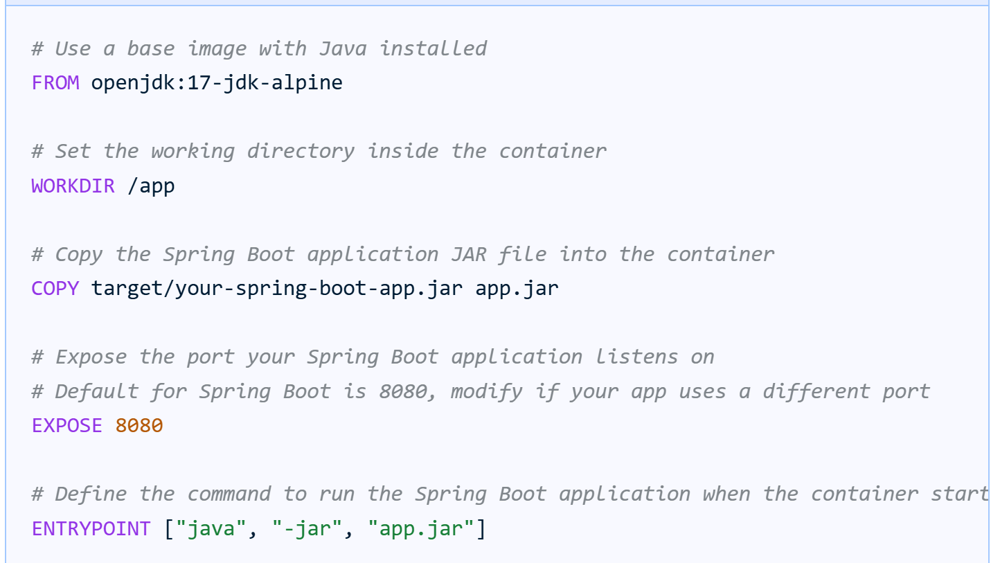 # Use a base image with Java installed
FROM openjdk:17-jdk-alpine
# Set the working directory inside the container
WORKDIR /app
# Copy the Spring Boot application JAR file into the container
COPY target/your-spring-boot-app.jar app.jar
# Expose the port your Spring Boot application listens on
# Default for Spring Boot is 8080, modify if your app uses a different port
EXPOSE 8080
# Define the command to run the Spring Boot application when the container start
ENTRYPOINT ["java", "-jar", "app.jar"]